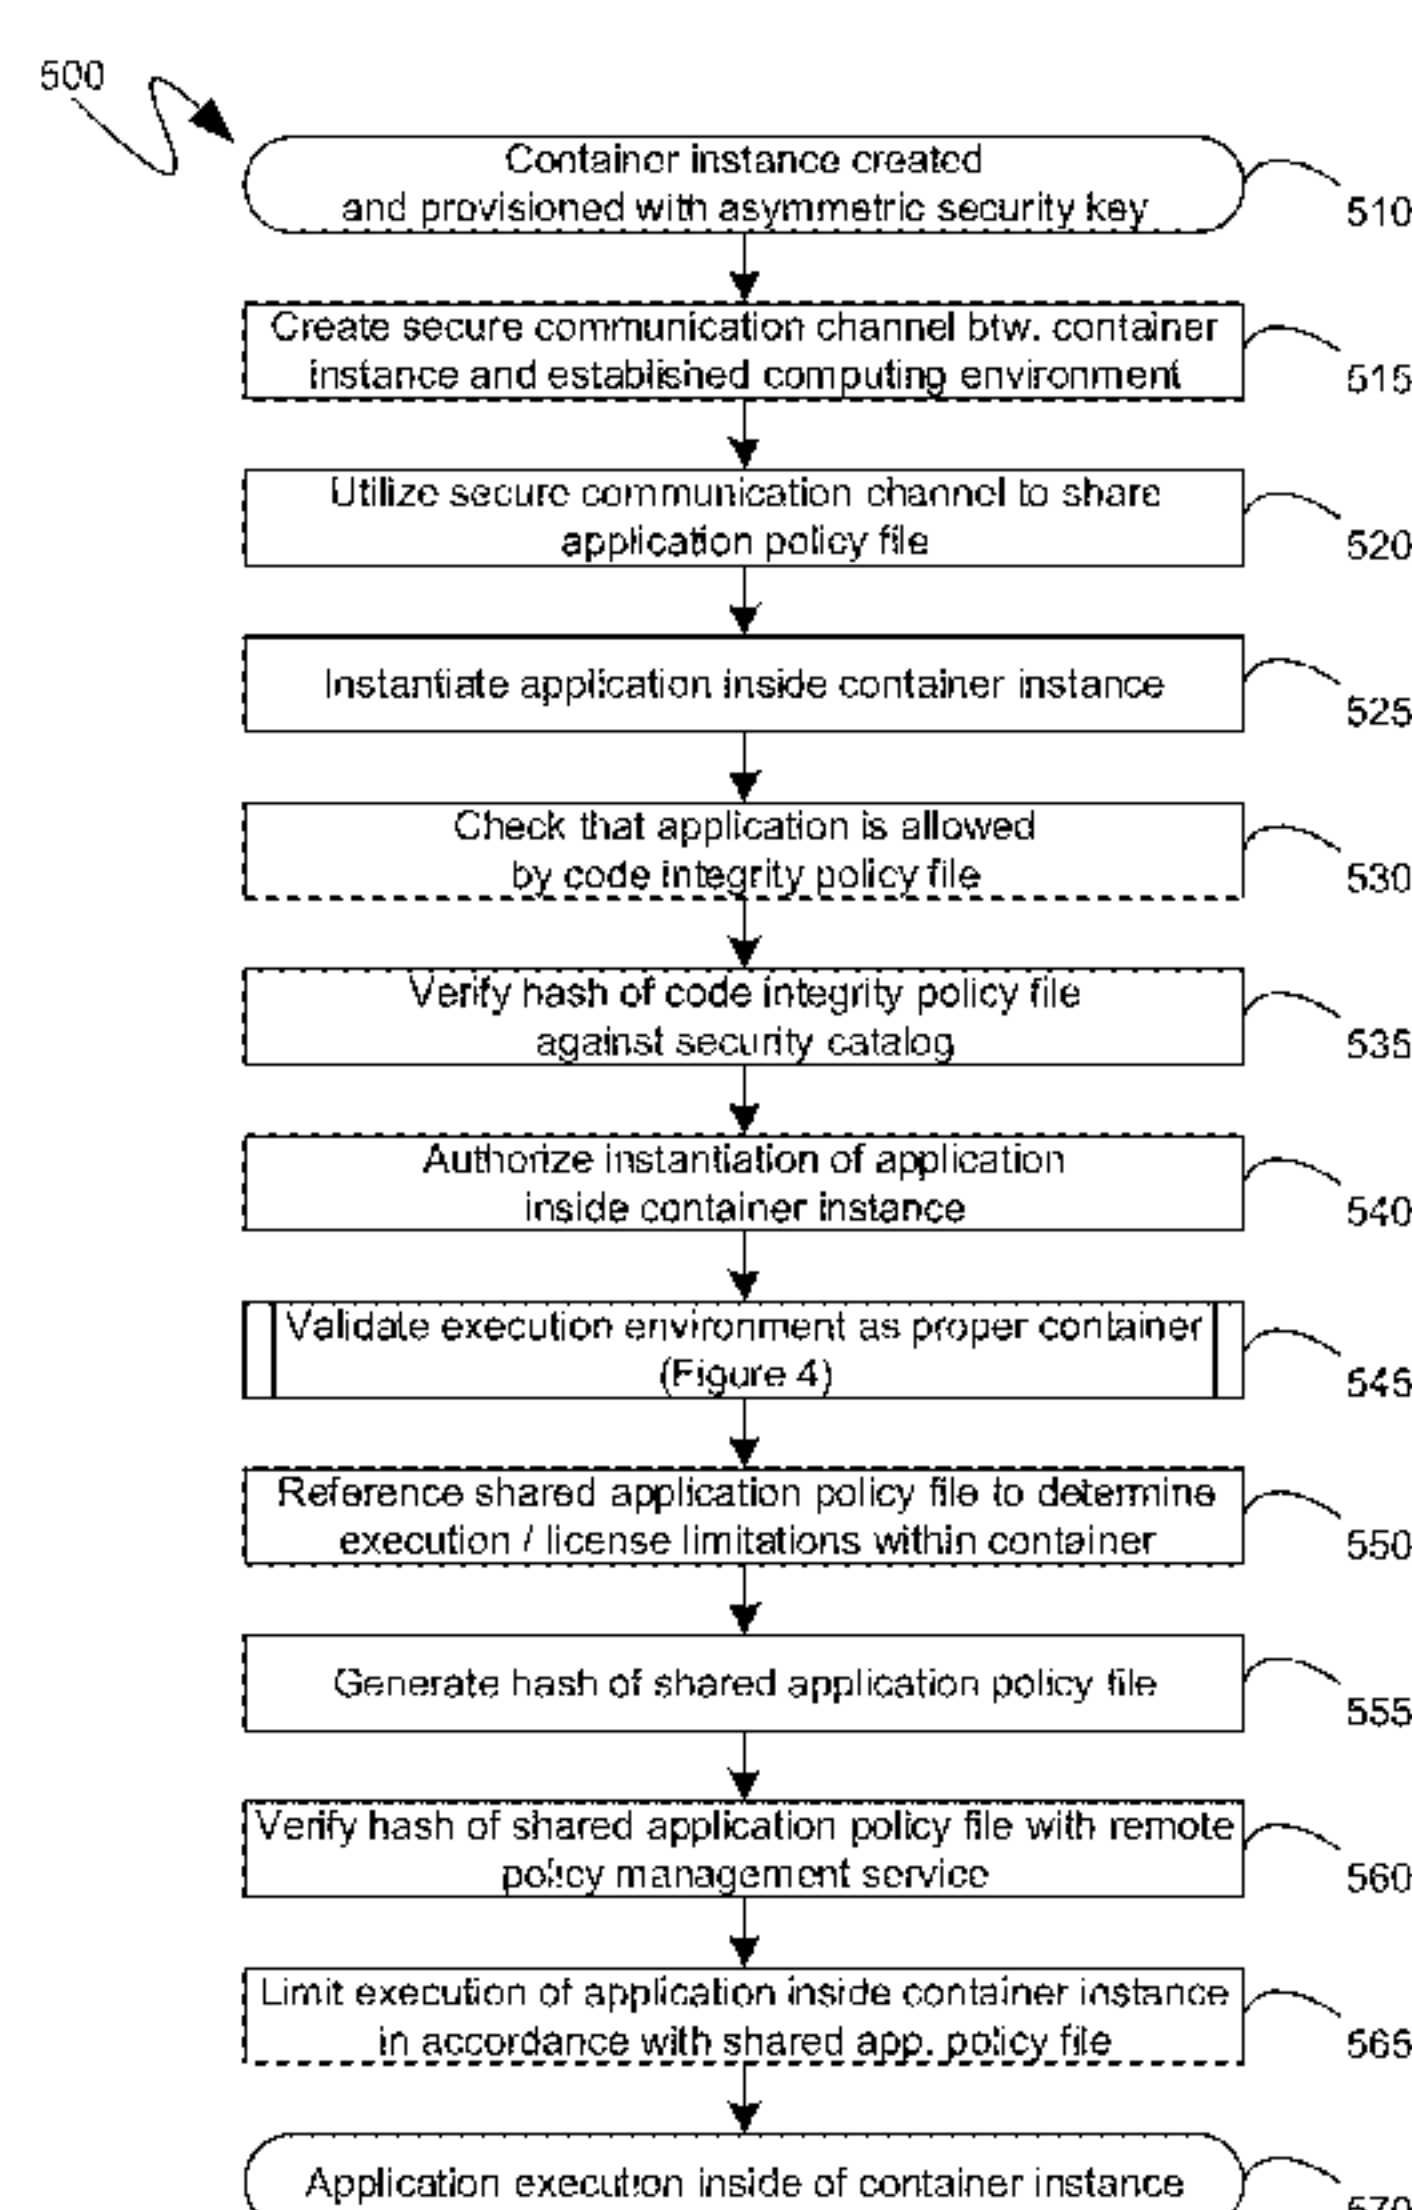 500
Container instance created
and provisioned with asymmetric security key
510
Create secure communication channel btw. container
instance and established computing environment
515
Utilize secure communication channel to share
application policy file
520
Instantiate application inside container instance
525
Check that application is allowed
by code integrity policy file
530
Verify hash of code integrity policy file
against security catalog
535
Authorize instantiation of application
inside container instance
540
Validate execution environment as proper container
(Figure 4)
545
Reference shared application policy file to determine
execution / license limitations within container
550
Generate hash of shared application policy file
555
Verify hash of shared application policy file with remote
policy management service
560
Limit execution of application inside container instance
in accordance with shared app. policy file
565
Application execution inside of container instance
570